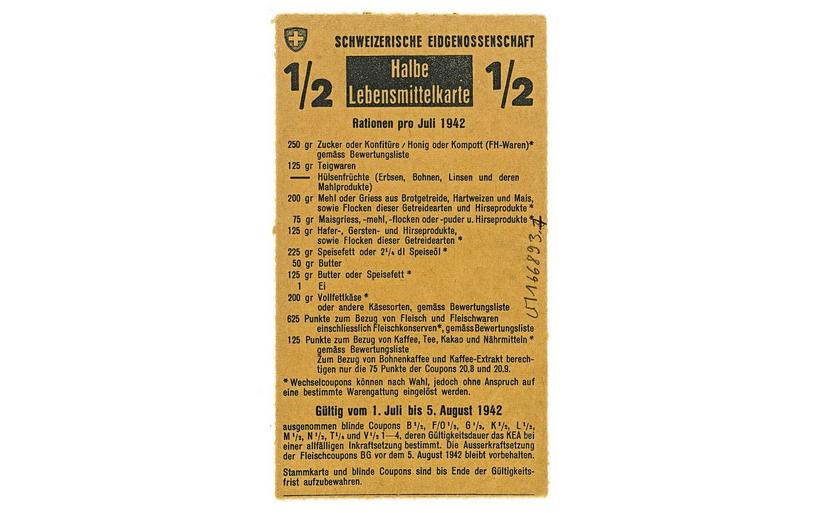 SCHWEIZERISCHE EIDGENOSSENSCHAFT
1/2 Halbe Lebensmittelkarte 1/2
Rationen pro Juli 1942
250 gr Zucker oder Konfitüre / Honig oder Kompott (FH-Waren)*
gemäss Bewertungsliste
125 gr Teigwaren
— Hülsenfrüchte (Erbsen, Bohnen, Linsen und deren
Mahlprodukte)
200 gr Mehl oder Griess aus Brotgetreide, Hartweizen und Mais,
sowie Flocken dieser Getreidearten und Hirseprodukte *
75 gr Maisgriess, -mehl, -flocken oder -puder u. Hirseprodukte *
125 gr Hafer-, Gersten- und Hirseprodukte,
sowie Flocken dieser Getreidearten *
225 gr Speisefett oder 2¹/₄ dl Speiseöl *
50 gr Butter
125 gr Butter oder Speisefett *
1 Ei
200 gr Vollfettkäse *
oder andere Käsesorten, gemäss Bewertungsliste
625 Punkte zum Bezug von Fleisch und Fleischwaren
einschliesslich Fleischkonserven*, gemäss Bewertungsliste
125 Punkte zum Bezug von Kaffee, Tee, Kakao und Nährmitteln *
gemäss Bewertungsliste
Zum Bezug von Bohnenkaffee und Kaffee-Extrakt berech-
tigen nur die 75 Punkte der Coupons 20.8 und 20.9.
* Wechselcoupons können nach Wahl, jedoch ohne Anspruch auf
eine bestimmte Warengattung eingelöst werden.
Gültig vom 1. Juli bis 5. August 1942
ausgenommen blinde Coupons B ¹/₂, F/O ¹/₂, G ¹/₂, K ¹/₂, L ¹/₂,
M ¹/₂, N ¹/₂, T ¹/₂ und V ¹/₂ 1—4, deren Gültigkeitsdauer das KEA bei
einer allfälligen Inkraftsetzung bestimmt. Die Ausserkraftsetzung
der Fleischcoupons BG vor dem 5. August 1942 bleibt vorbehalten.
Stammkarte und blinde Coupons sind bis Ende der Gültigkeits-
frist aufzubewahren.